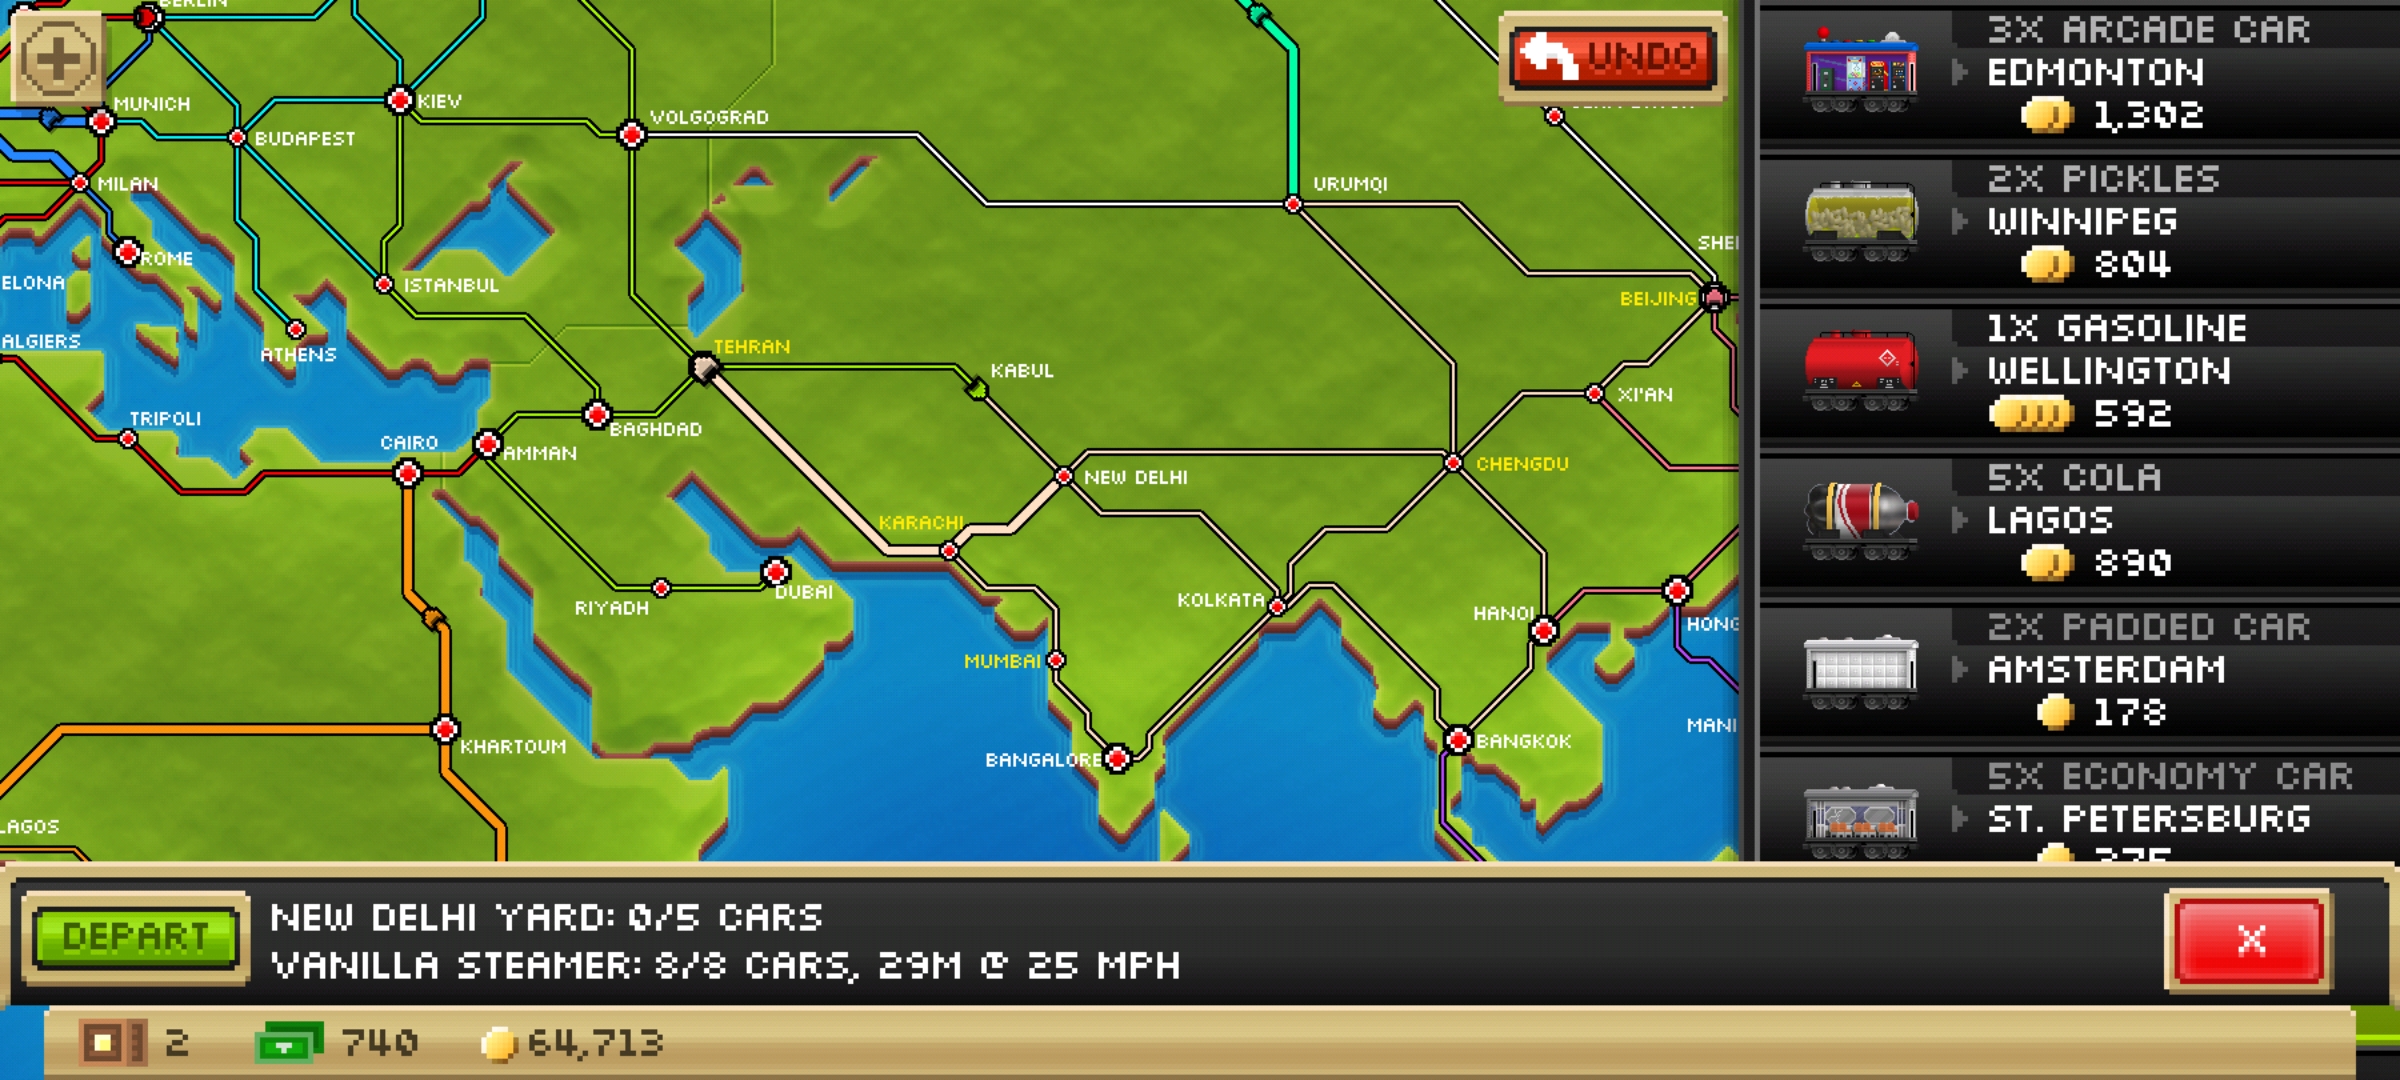 BERLIN
MUNICH
BUDAPEST
MILAN
ROME
ELONA
ALGIERS
TRIPOLI
ATHENS
KIEV
ISTANBUL
VOLGOGRAD
CAIRO
AMMAN
BAGHDAD
TEHRAN
KABUL
RIYADH
DUBAI
KHARTOUM
LAGOS
KARACHI
NEW DELHI
MUMBAI
BANGALORE
KOLKATA
URUMQI
BEIJING
SHE
XI'AN
CHENGDU
HANOI
HONG
BANGKOK
MANI
UNDO
3X ARCADE CAR
EDMONTON
1,302
2X PICKLES
WINNIPEG
804
1X GASOLINE
WELLINGTON
592
5X COLA
LAGOS
890
2X PADDED CAR
AMSTERDAM
178
5X ECONOMY CAR
ST. PETERSBURG
375
DEPART
NEW DELHI YARD: 0/5 CARS
VANILLA STEAMER: 8/8 CARS, 29M @ 25 MPH
X
2 740 64,713